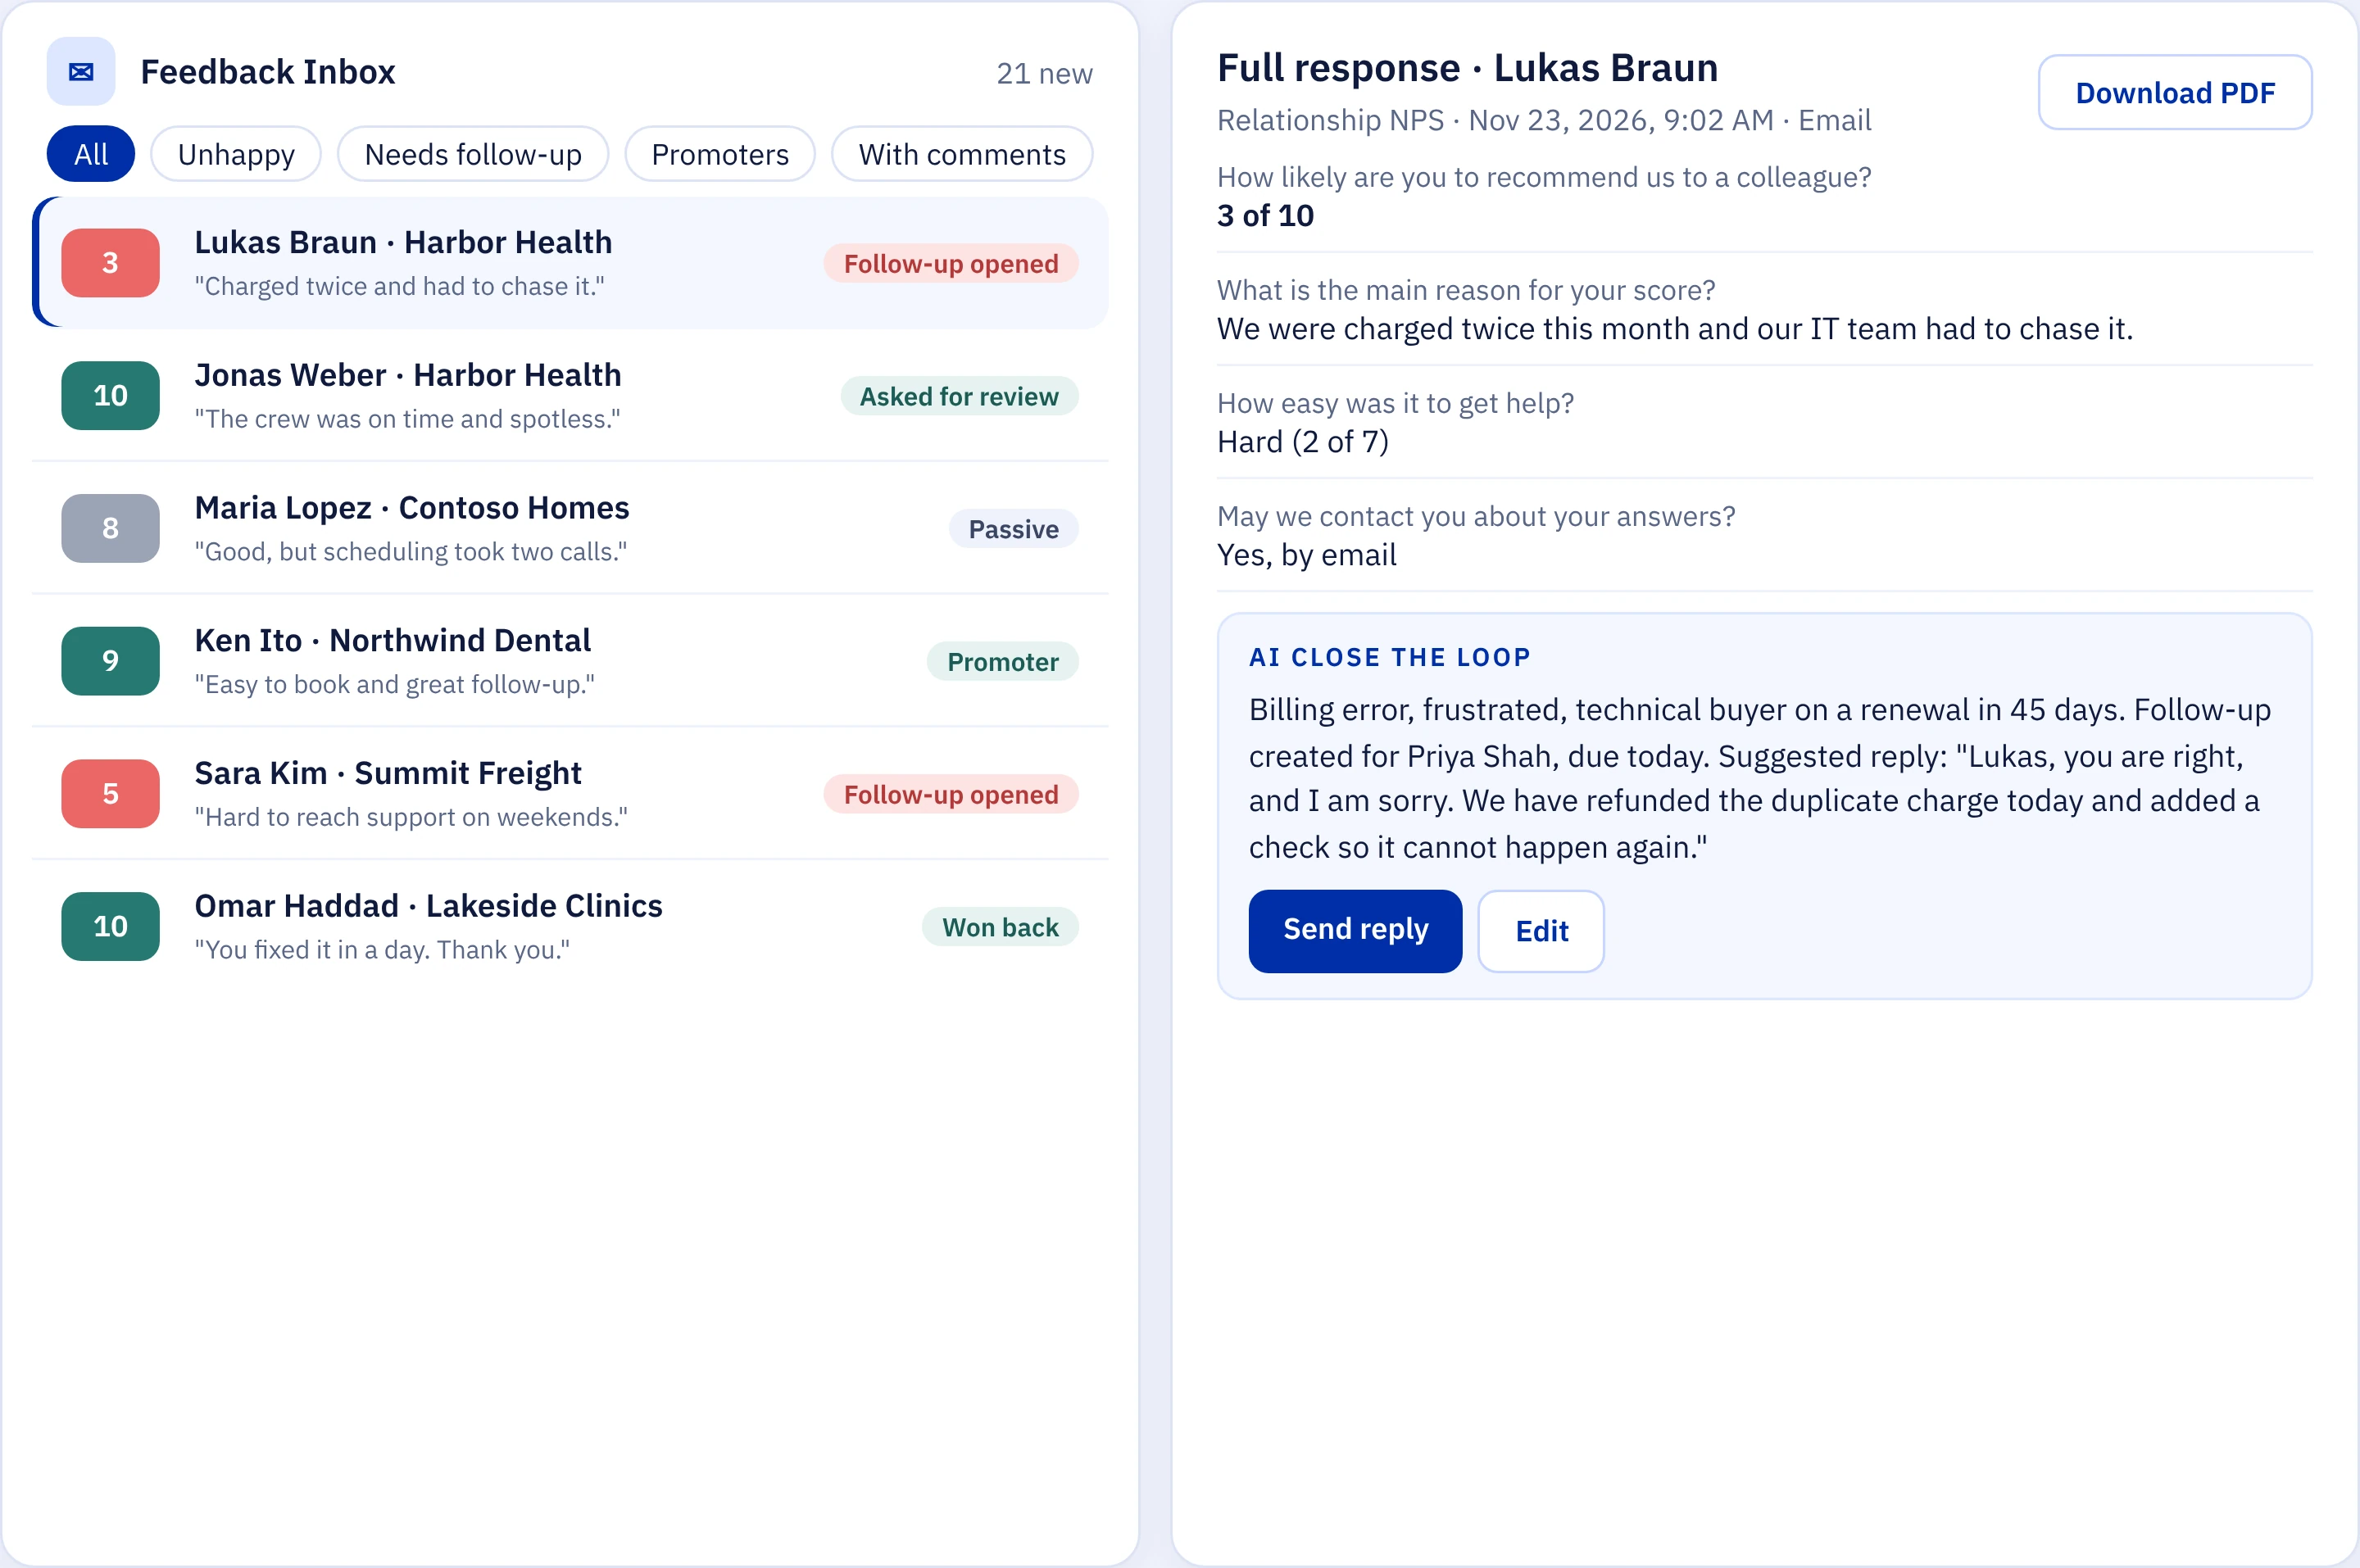 ✉ Feedback Inbox
21 new
All
Unhappy
Needs follow-up
Promoters
With comments
3
Lukas Braun · Harbor Health
"Charged twice and had to chase it."
Follow-up opened
10
Jonas Weber · Harbor Health
"The crew was on time and spotless."
Asked for review
8
Maria Lopez · Contoso Homes
"Good, but scheduling took two calls."
Passive
9
Ken Ito · Northwind Dental
"Easy to book and great follow-up."
Promoter
5
Sara Kim · Summit Freight
"Hard to reach support on weekends."
Follow-up opened
10
Omar Haddad · Lakeside Clinics
"You fixed it in a day. Thank you."
Won back
Full response · Lukas Braun
Relationship NPS · Nov 23, 2026, 9:02 AM · Email
Download PDF
How likely are you to recommend us to a colleague?
3 of 10
What is the main reason for your score?
We were charged twice this month and our IT team had to chase it.
How easy was it to get help?
Hard (2 of 7)
May we contact you about your answers?
Yes, by email
AI CLOSE THE LOOP
Billing error, frustrated, technical buyer on a renewal in 45 days. Follow-up
created for Priya Shah, due today. Suggested reply: "Lukas, you are right,
and I am sorry. We have refunded the duplicate charge today and added a
check so it cannot happen again."
Send reply
Edit